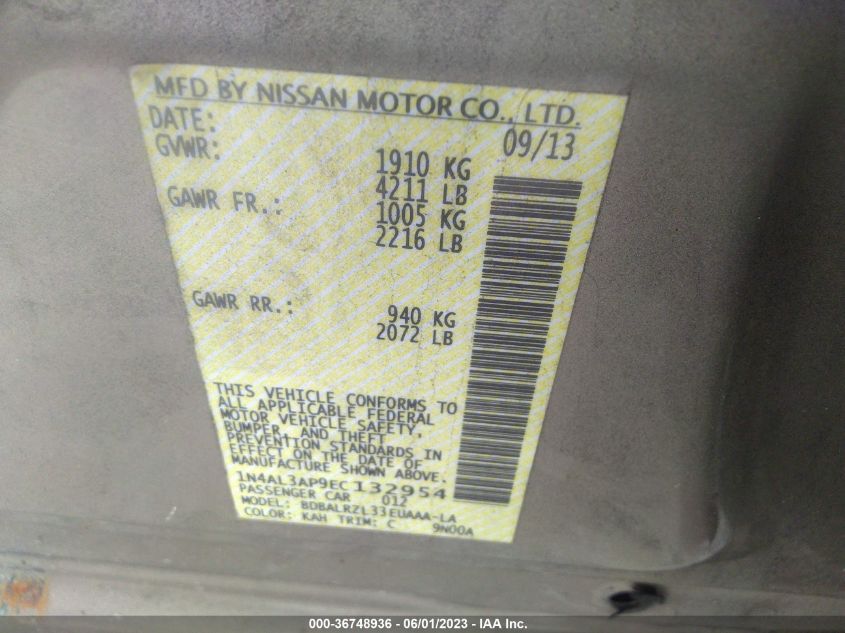 MFD BY NISSAN MOTOR CO., LTD.
DATE: 09/13
GVWR: 1910 KG
4211 LB
GAWR FR.: 1005 KG
2216 LB
GAWR RR.: 940 KG
2072 LB
THIS VEHICLE CONFORMS TO
ALL APPLICABLE FEDERAL
MOTOR VEHICLE SAFETY,
BUMPER, AND THEFT
PREVENTION STANDARDS IN
EFFECT ON THE DATE OF
MANUFACTURE SHOWN ABOVE.
1N4AL3AP9EC132954
PASSENGER CAR 012
MODEL: BDBALRZL33EUAAA-LA
COLOR: KAH TRIM: C 9N00A
000-36748936 - 06/01/2023 - IAA Inc.